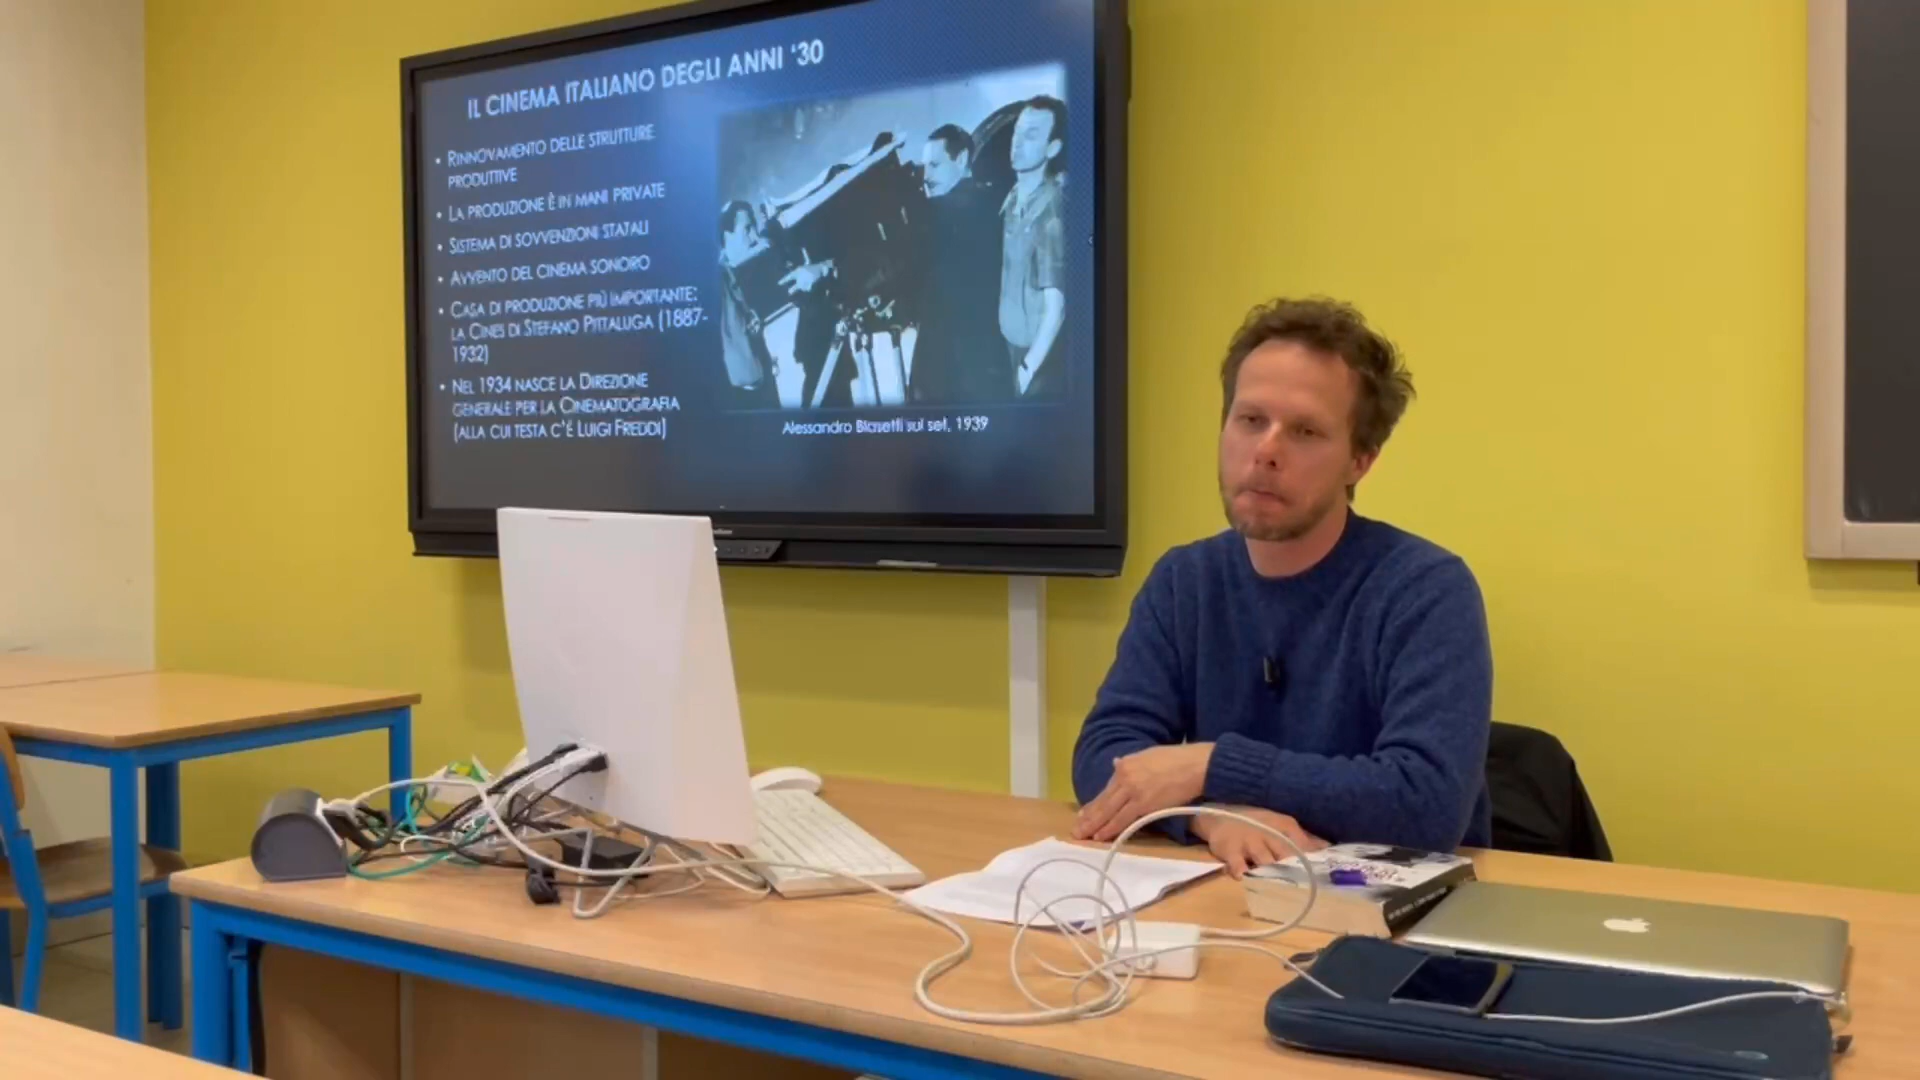 IL CINEMA ITALIANO DEGLI ANNI ‘30
• RINNOVAMENTO DELLE STRUTTURE
PRODUTTIVE
• LA PRODUZIONE È IN MANI PRIVATE
• SISTEMA DI SOVVENZIONI STATALI
• AVVENTO DEL CINEMA SONORO
• CASA DI PRODUZIONE PIÙ IMPORTANTE:
LA CINES DI STEFANO PITTALUGA (1887-
1932)
• NEL 1934 NASCE LA DIREZIONE
GENERALE PER LA CINEMATOGRAFIA
(ALLA CUI TESTA C'È LUIGI FREDDI)
Alessandro Blasetti sul set, 1939